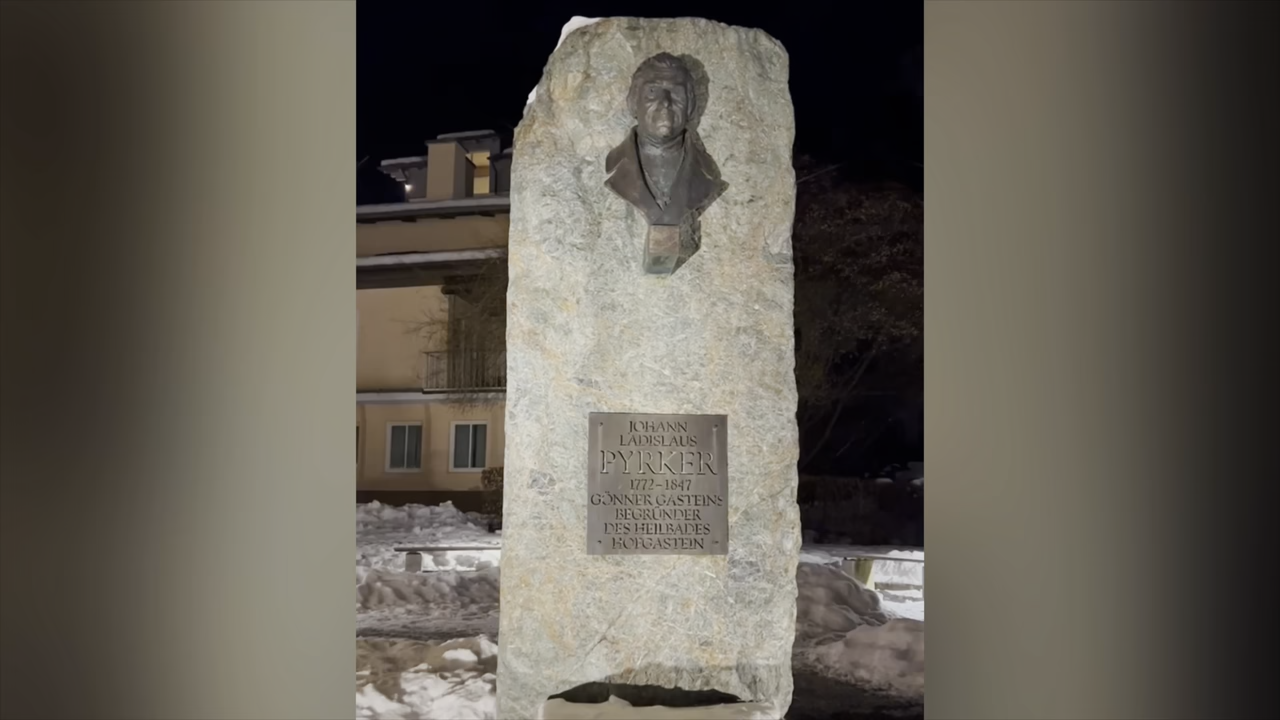 JOHANN
LADISLAUS
PYRKER
1772-1847
GÖNNER GASTEINS
BEGRÜNDER
DES HEILBADES
HOFGASTEIN